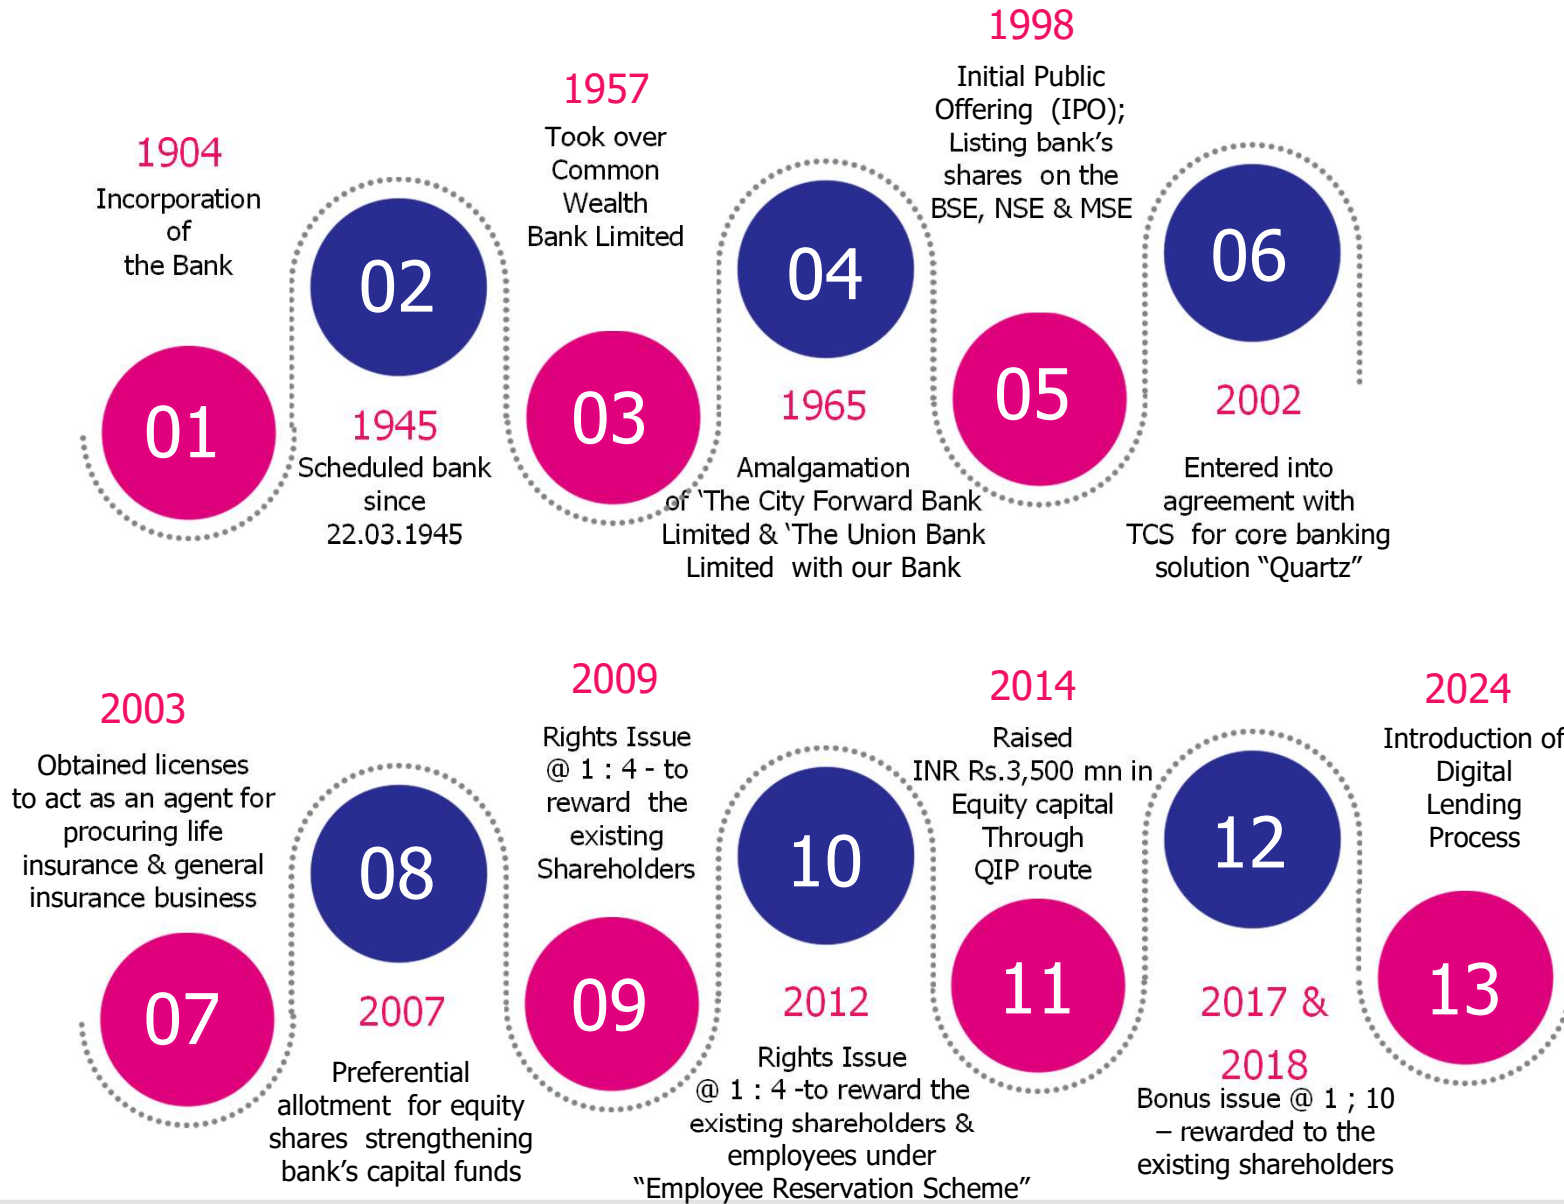 1904
Incorporation
of
the Bank
01
02
1945
Scheduled bank
since
22.03.1945
1957
Took over
Common
Wealth
Bank Limited
03
04
1965
Amalgamation
of ‘The City Forward Bank
Limited & ‘The Union Bank
Limited with our Bank
1998
Initial Public
Offering (IPO);
Listing bank’s
shares on the
BSE, NSE & MSE
05
06
2002
Entered into
agreement with
TCS for core banking
solution “Quartz”
2003
Obtained licenses
to act as an agent for
procuring life
insurance & general
insurance business
07
08
2007
Preferential
allotment for equity
shares strengthening
bank’s capital funds
2009
Rights Issue
@ 1 : 4 - to
reward the
existing
Shareholders
09
10
2012
Rights Issue
@ 1 : 4 -to reward the
existing shareholders &
employees under
“Employee Reservation Scheme”
2014
Raised
INR Rs.3,500 mn in
Equity capital
Through
QIP route
11
12
2017 &
2018
Bonus issue @ 1 ; 10
– rewarded to the
existing shareholders
2024
Introduction of
Digital
Lending
Process
13